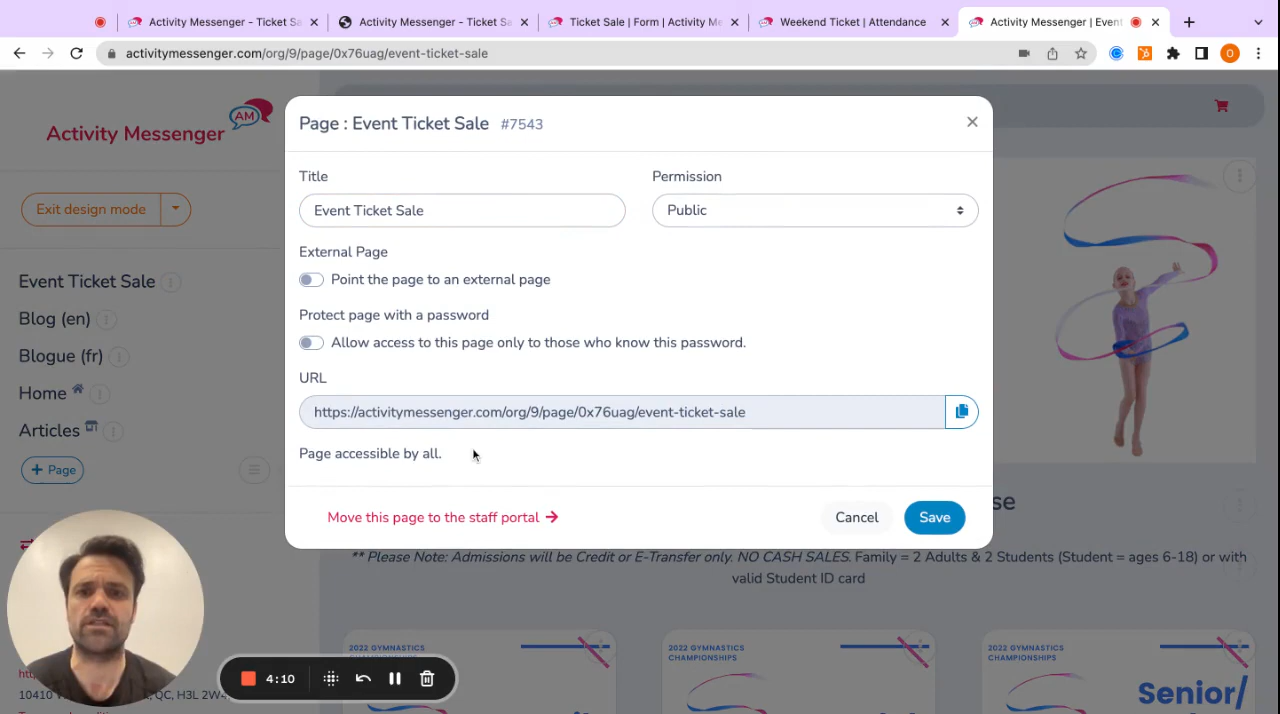 Activity Messenger - Ticket Sa
Activity Messenger - Ticket Sa
Ticket Sale | Form | Activity Me
Weekend Ticket | Attendance
Activity Messenger | Event
activitymessenger.com/org/9/page/0x76uag/event-ticket-sale
O
AM
Activity Messenger
Exit design mode
Event Ticket Sale
Blog (en)
Blogue (fr)
Home
Articles
+ Page
Page : Event Ticket Sale #7543
Title
Permission
Event Ticket Sale
Public
External Page
Point the page to an external page
Protect page with a password
Allow access to this page only to those who know this password.
URL
https://activitymessenger.com/org/9/page/0x76uag/event-ticket-sale
Page accessible by all.
Move this page to the staff portal
Cancel
Save
** Please Note: Admissions will be Credit or E-Transfer only. NO CASH SALES. Family = 2 Adults & 2 Students (Student = ages 6-18) or with
valid Student ID card
2022 GYMNASTICS
CHAMPIONSHIPS
2022 GYMNASTICS
CHAMPIONSHIPS
2022 GYMNASTICS
CHAMPIONSHIPS
Senior/
10410
QC, H3L 2W4
4:10